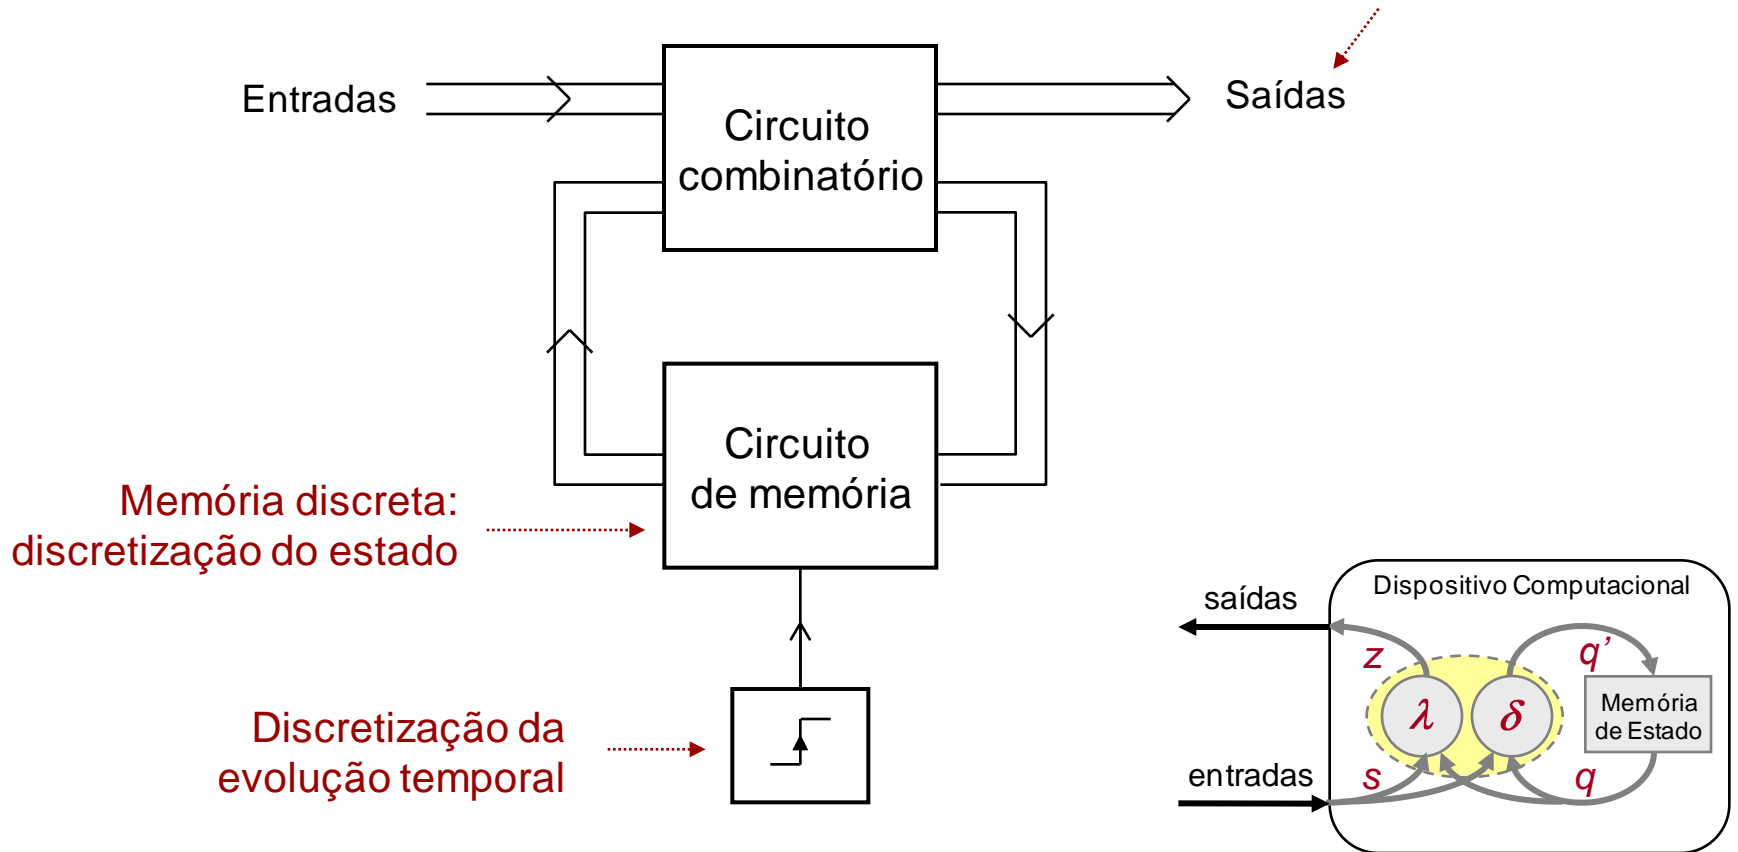 Entradas
Saídas
Circuito
combinatório
Circuito
de memória
Memória discreta:
discretização do estado
Discretização da
evolução temporal
Dispositivo Computacional
saídas
z
q’
λ
δ
Memória
de Estado
entradas
s
q